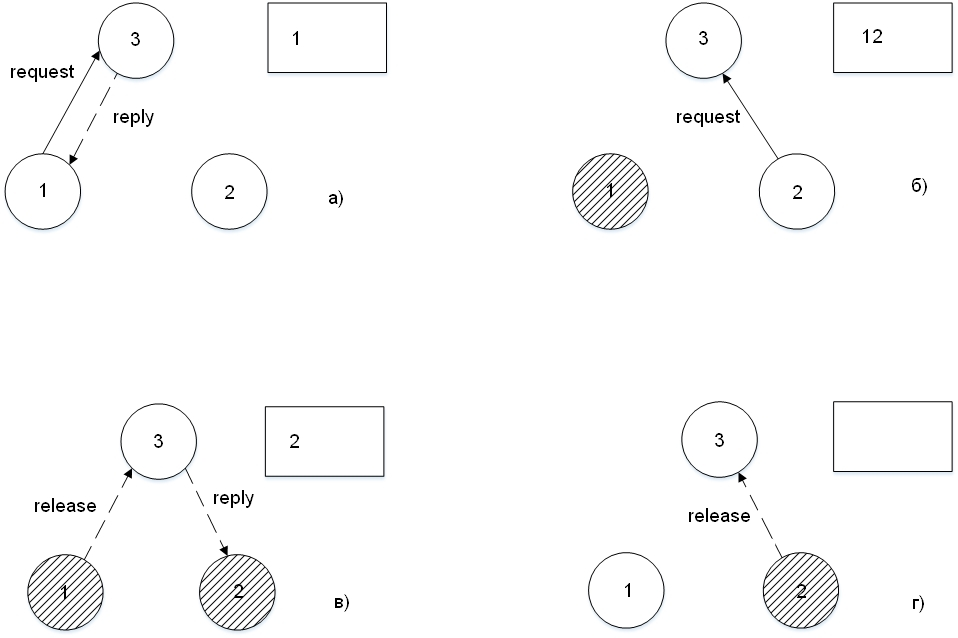 3
1
request
reply
1
2
а)
3
12
request
1
2
б)
3
2
release
reply
1
2
в)
3
release
1
2
г)